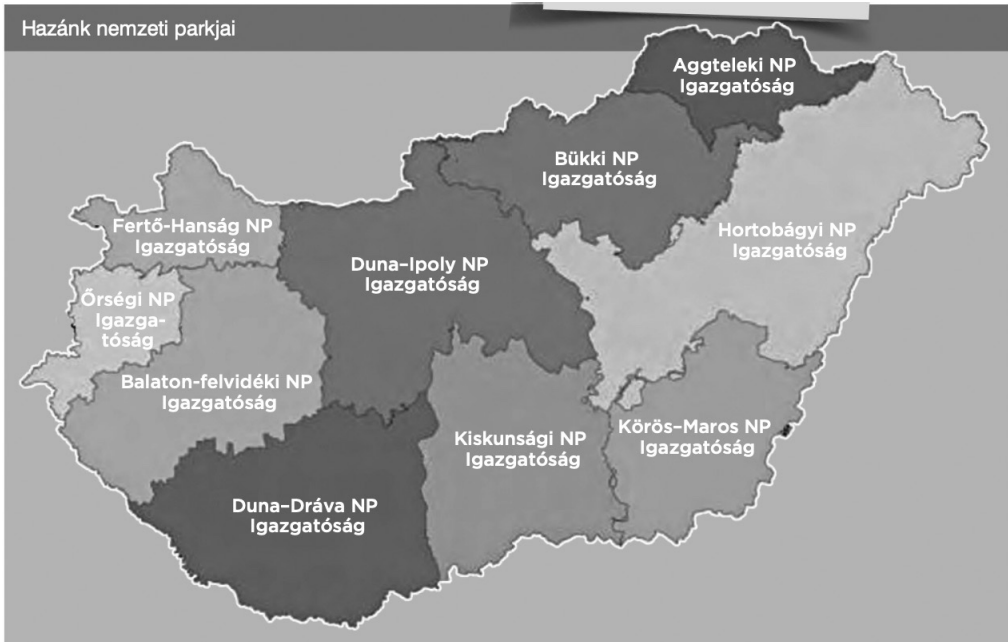 Hazánk nemzeti parkjai
Aggteleki NP
Igazgatóság
Bükki NP
Igazgatóság
Hortobágyi NP
Igazgatóság
Fertő-Hanság NP
Igazgatóság
Duna–Ipoly NP
Igazgatóság
Őrségi NP
Igazga-
tóság
Balaton-felvidéki NP
Igazgatóság
Kiskunsági NP
Igazgatóság
Körös–Maros NP
Igazgatóság
Duna–Dráva NP
Igazgatóság